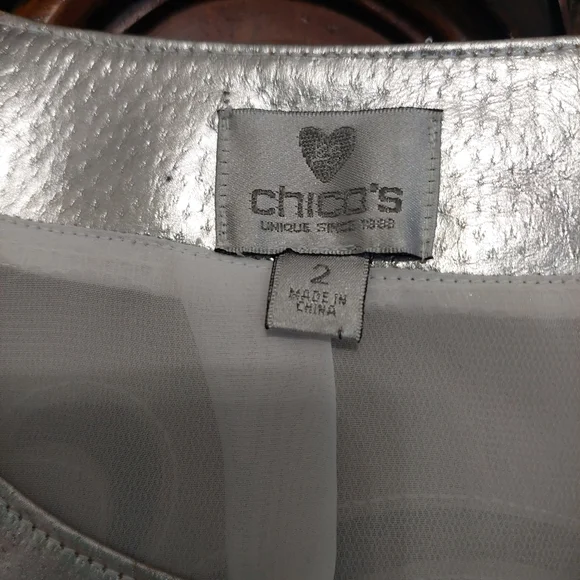 chico's
UNIQUE SINCE 1983
2
MADE IN
CHINA